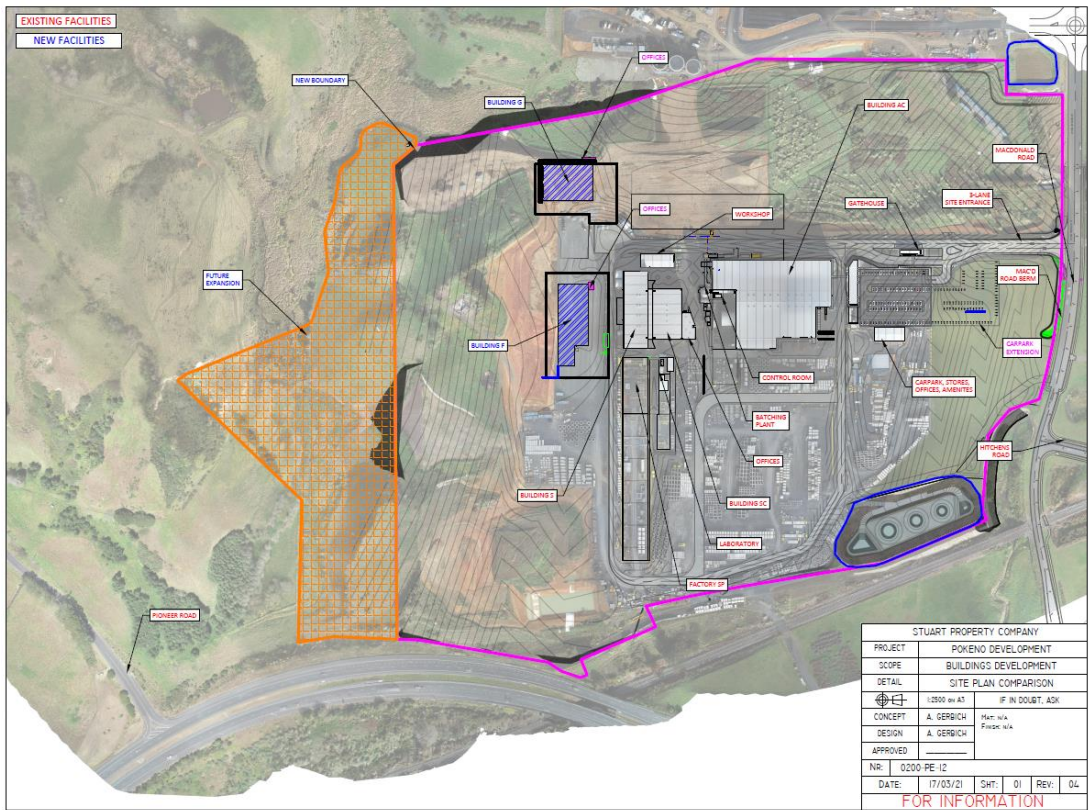 EXISTING FACILITIES
NEW FACILITIES
OFFICES
NEW BOUNDARY
BUILDING G
BUILDING AC
MACDONALD
ROAD
3-LANE
SITE ENTRANCE
OFFICES
WORKSHOP
GATEHOUSE
FUTURE
EXPANSION
MAC'D
ROAD BERM
BUILDING F
CARPARK
EXTENSION
CONTROL ROOM
CARPARK, STORES,
OFFICES, AMENITES
BATCHING
PLANT
HITCHENS
ROAD
OFFICES
BUILDING S
BUILDING SC
LABORATORY
FACTORY SP
PIONEER ROAD
STUART PROPERTY COMPANY
PROJECT POKENO DEVELOPMENT
SCOPE BUILDINGS DEVELOPMENT
DETAIL SITE PLAN COMPARISON
1:2500 on A3 IF IN DOUBT, ASK
CONCEPT A. GERBICH MAT: N/A
FINISH: N/A
DESIGN A. GERBICH
APPROVED
NR: 0200-PE-12
DATE: 17/03/21 SHT: 01 REV: 04
FOR INFORMATION